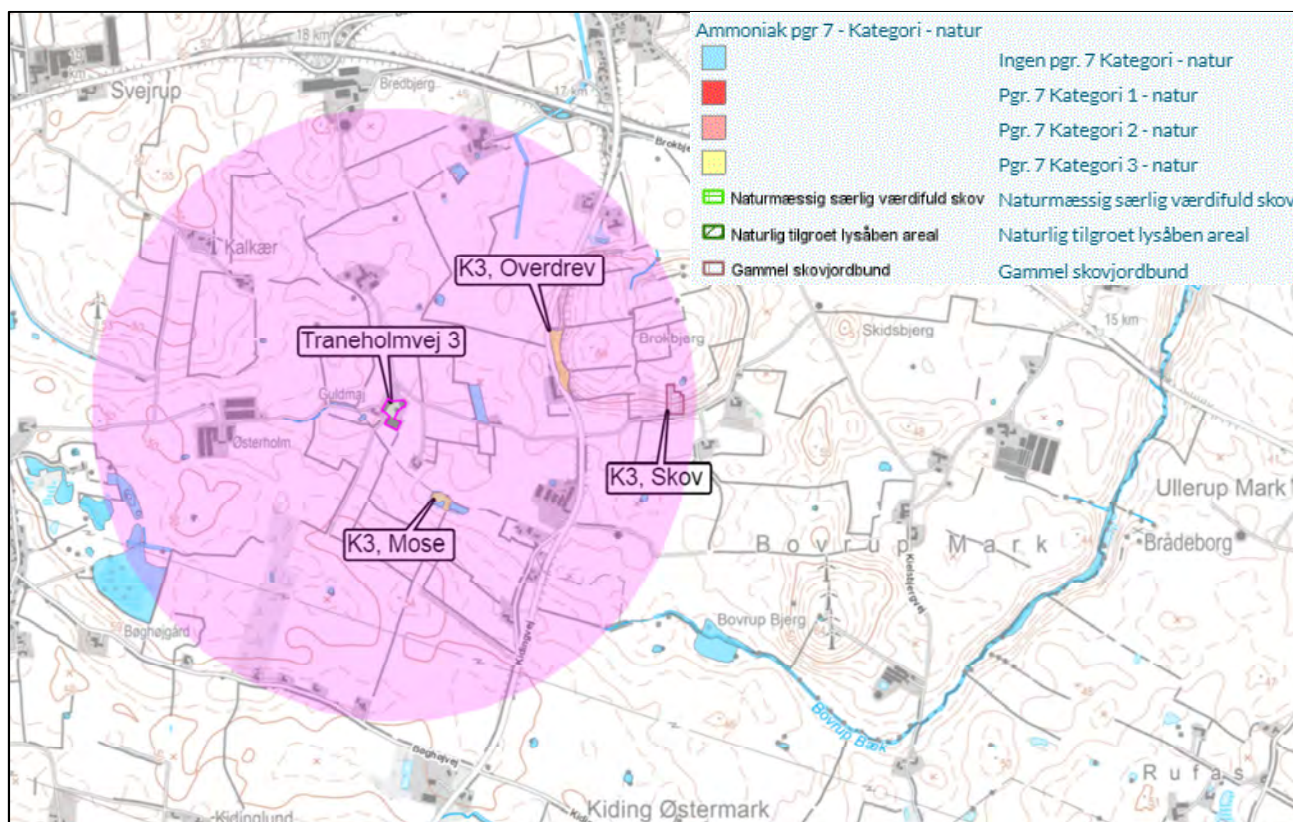 Ammoniak pgr 7 - Kategori - natur
Ingen pgr. 7 Kategori - natur
Pgr. 7 Kategori 1 - natur
Pgr. 7 Kategori 2 - natur
Pgr. 7 Kategori 3 - natur
Naturmæssig særlig værdifuld skov Naturmæssig særlig værdifuld skov
Naturlig tilgroet lysåben areal Naturlig tilgroet lysåben areal
Gammel skovjordbund Gammel skovjordbund
18 km
km
Svejrup
Bredbjerg
17 km
Kalkær
K3, Overdrev
Traneholmvej 3
Brokbjerg
Skidsbjerg
15 km
Guldmaj
Østerholm
K3, Skov
K3, Mose
Ullerup Mark
Bovrup Mark
Brådeborg
Kielsbjergvej
Bovrup Bjerg
Bøghøjgård
Kidingvej
Bovrup Bæk
Bøghøjvej
Rufas
Kidinglund
Kiding Østermark